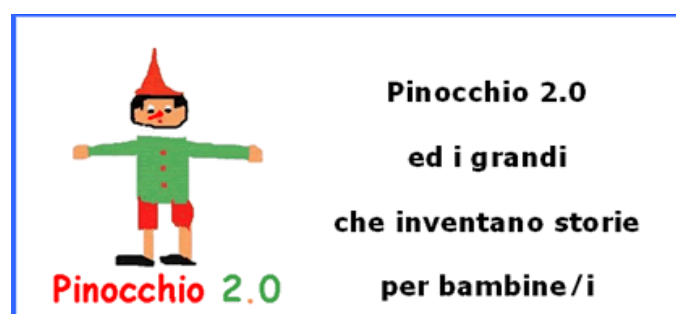 Pinocchio 2.0
ed i grandi
che inventano storie
per bambine/i
Pinocchio 2.0